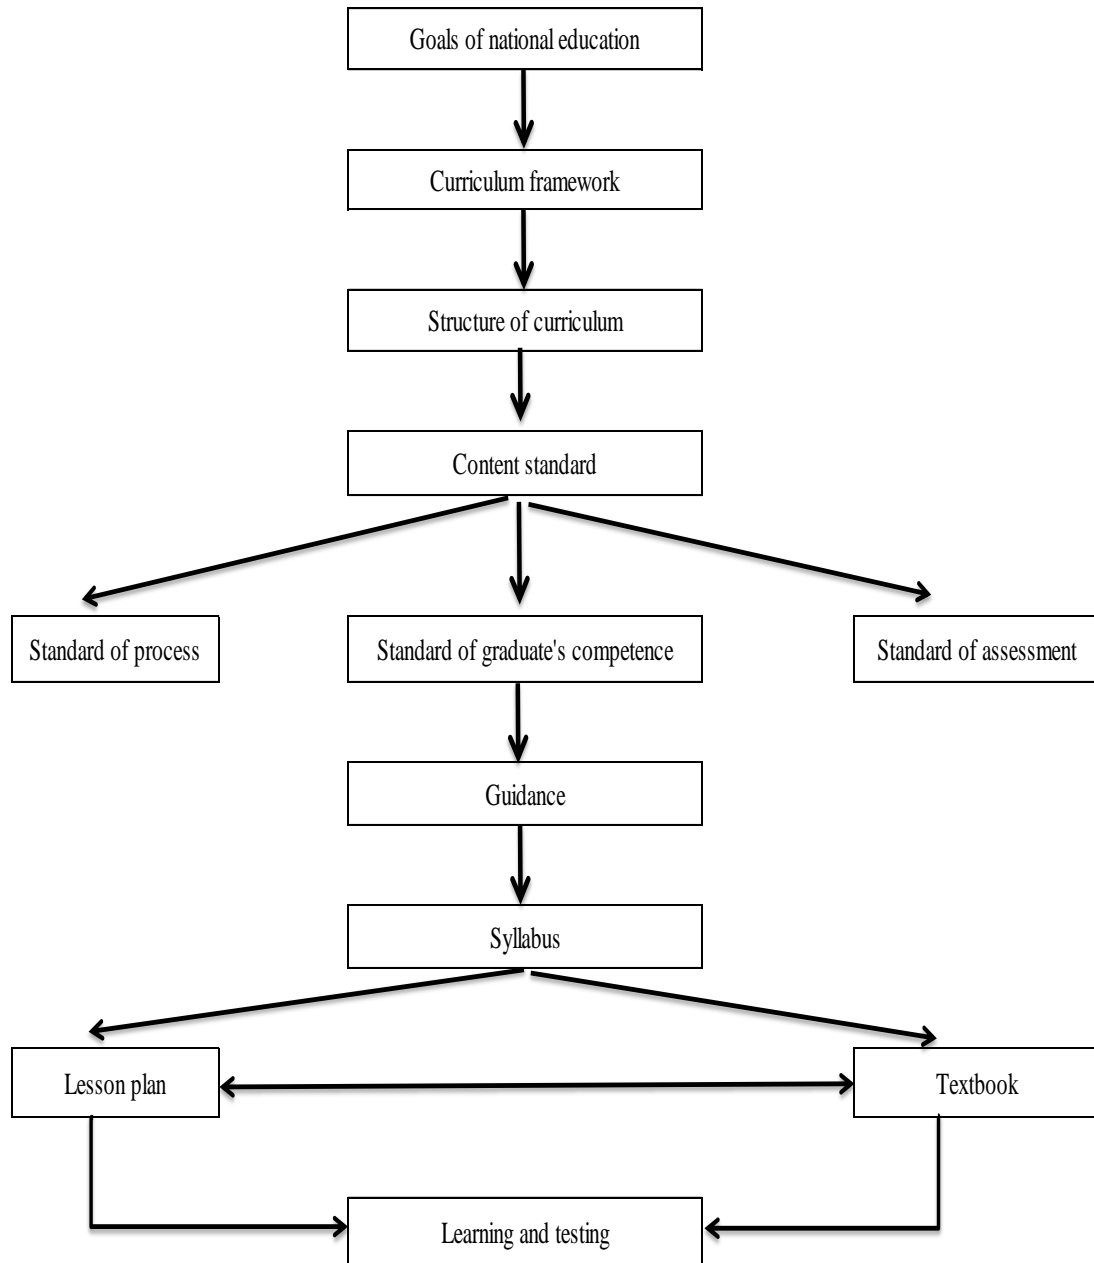 Goals of national education
Curriculum framework
Structure of curriculum
Content standard
Standard of process
Standard of graduate's competence
Standard of assessment
Guidance
Syllabus
Lesson plan
Textbook
Learning and testing